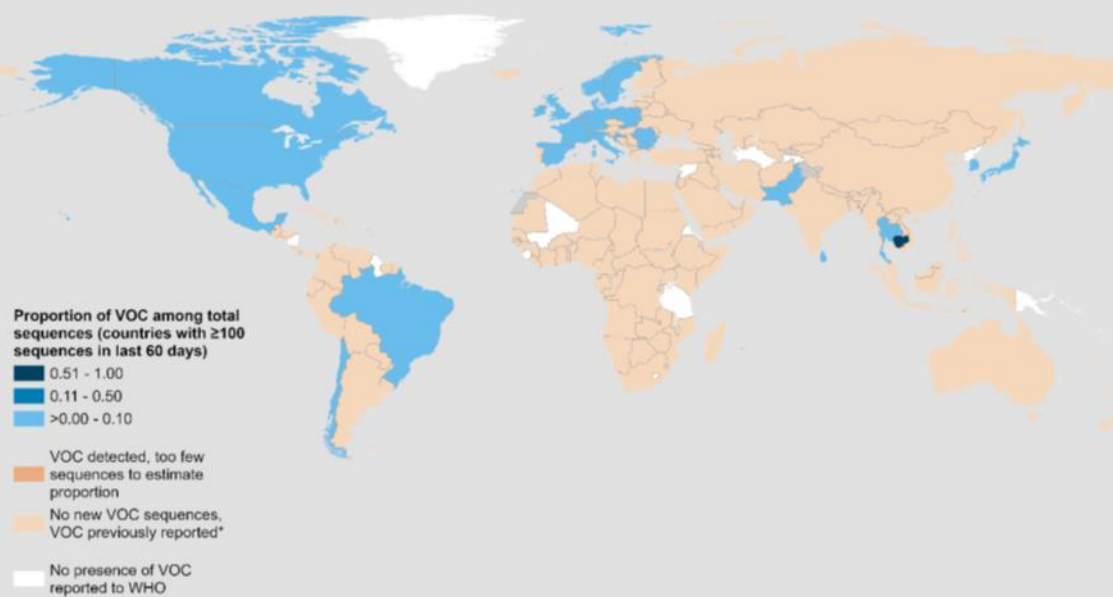 Proportion of VOC among total
sequences (countries with ≥100
sequences in last 60 days)
0.51 - 1.00
0.11 - 0.50
>0.00 - 0.10
VOC detected, too few
sequences to estimate
proportion
No new VOC sequences,
VOC previously reported*
No presence of VOC
reported to WHO